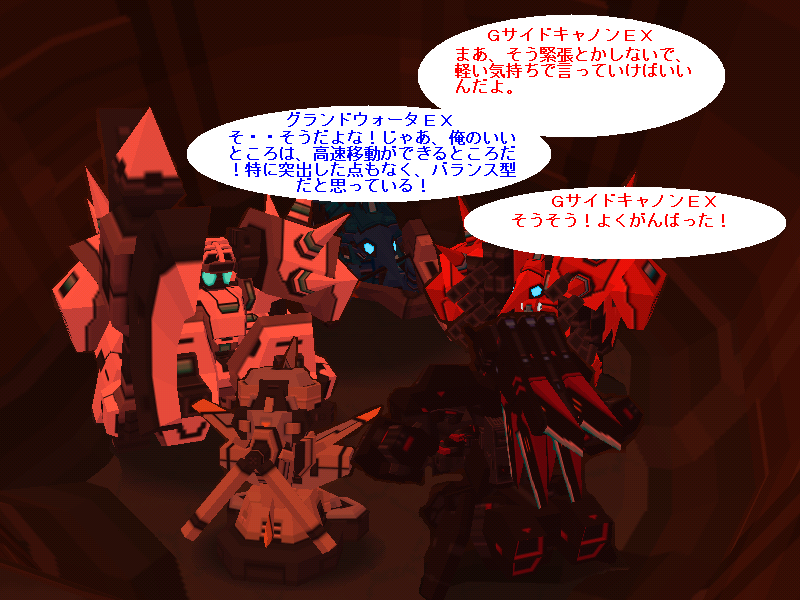 GサイドキャノンEX
まあ、そう緊張とかしないで、
軽い気持ちで言っていけばいい
んだよ。
グランドウォータEX
そ・・そうだよな!じゃあ、俺のいい
ところは、高速移動ができるところだ
!特に突出した点もなく、バランス型
だと思っている!
GサイドキャノンEX
そうそう!よくがんばった!